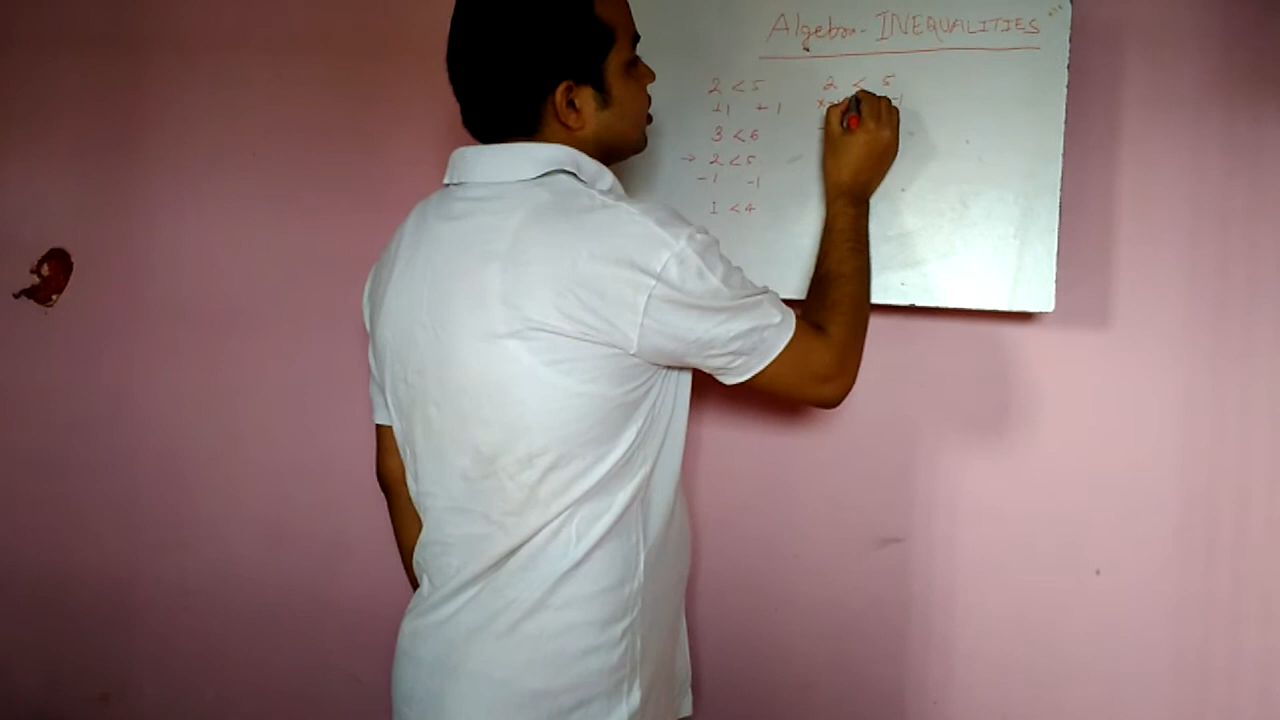 Algebra - INEQUALITIES
2 < 5
+1 +1
3 < 6
→ 2 < 5
-1 -1
1 < 4
2 < 5